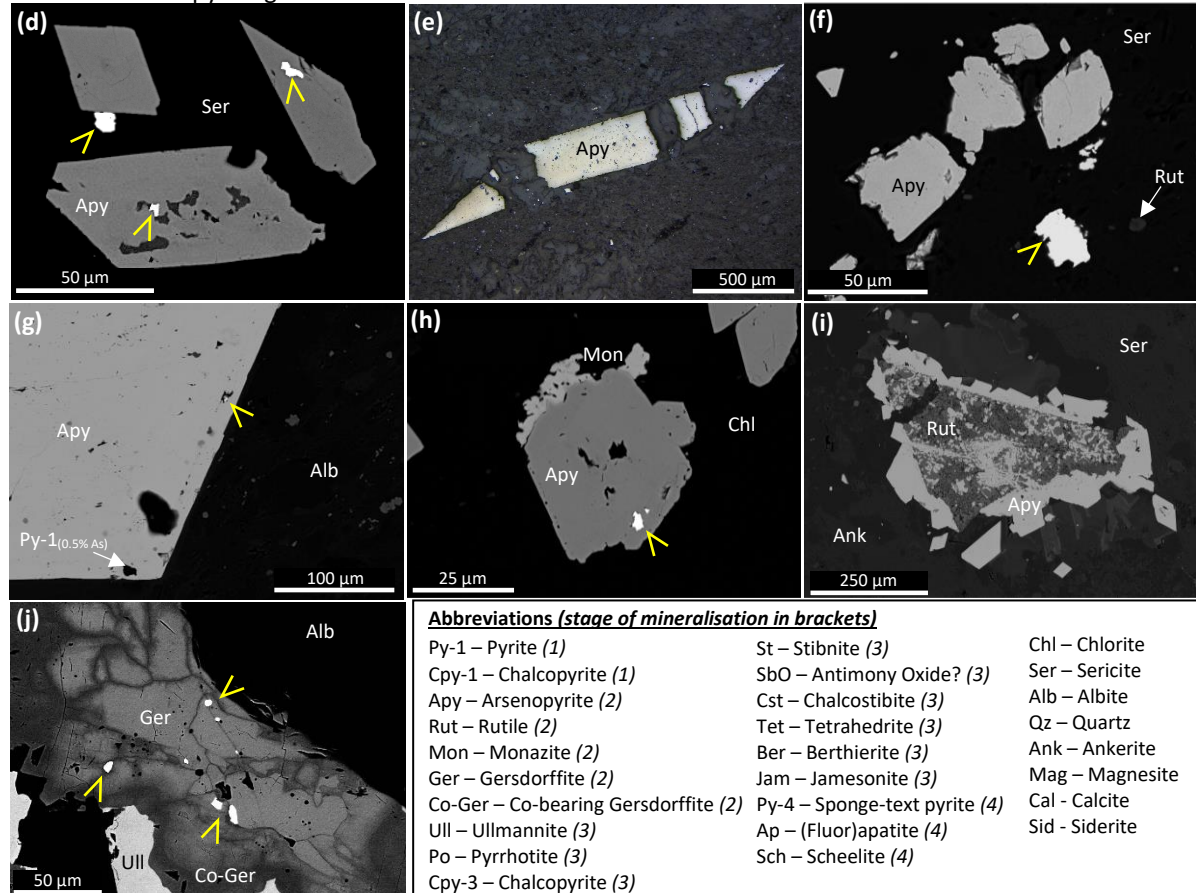 (d)
Ser
Apy
50 µm
(e)
Apy
500 µm
(f)
Ser
Apy
Rut
50 µm
(g)
Apy
Alb
Py-1(0.5% As)
100 µm
(h)
Mon
Chl
Apy
25 µm
(i)
Ser
Rut
Apy
Ank
250 µm
(j)
Alb
Ger
Ull
Co-Ger
50 µm
Abbreviations (stage of mineralisation in brackets)
Py-1 – Pyrite (1)
Cpy-1 – Chalcopyrite (1)
Apy – Arsenopyrite (2)
Rut – Rutile (2)
Mon – Monazite (2)
Ger – Gersdorffite (2)
Co-Ger – Co-bearing Gersdorffite (2)
Ull – Ullmannite (3)
Po – Pyrrhotite (3)
Cpy-3 – Chalcopyrite (3)
St – Stibnite (3)
SbO – Antimony Oxide? (3)
Cst – Chalcostibite (3)
Tet – Tetrahedrite (3)
Ber – Berthierite (3)
Jam – Jamesonite (3)
Py-4 – Sponge-text pyrite (4)
Ap – (Fluor)apatite (4)
Sch – Scheelite (4)
Chl – Chlorite
Ser – Sericite
Alb – Albite
Qz – Quartz
Ank – Ankerite
Mag – Magnesite
Cal - Calcite
Sid - Siderite